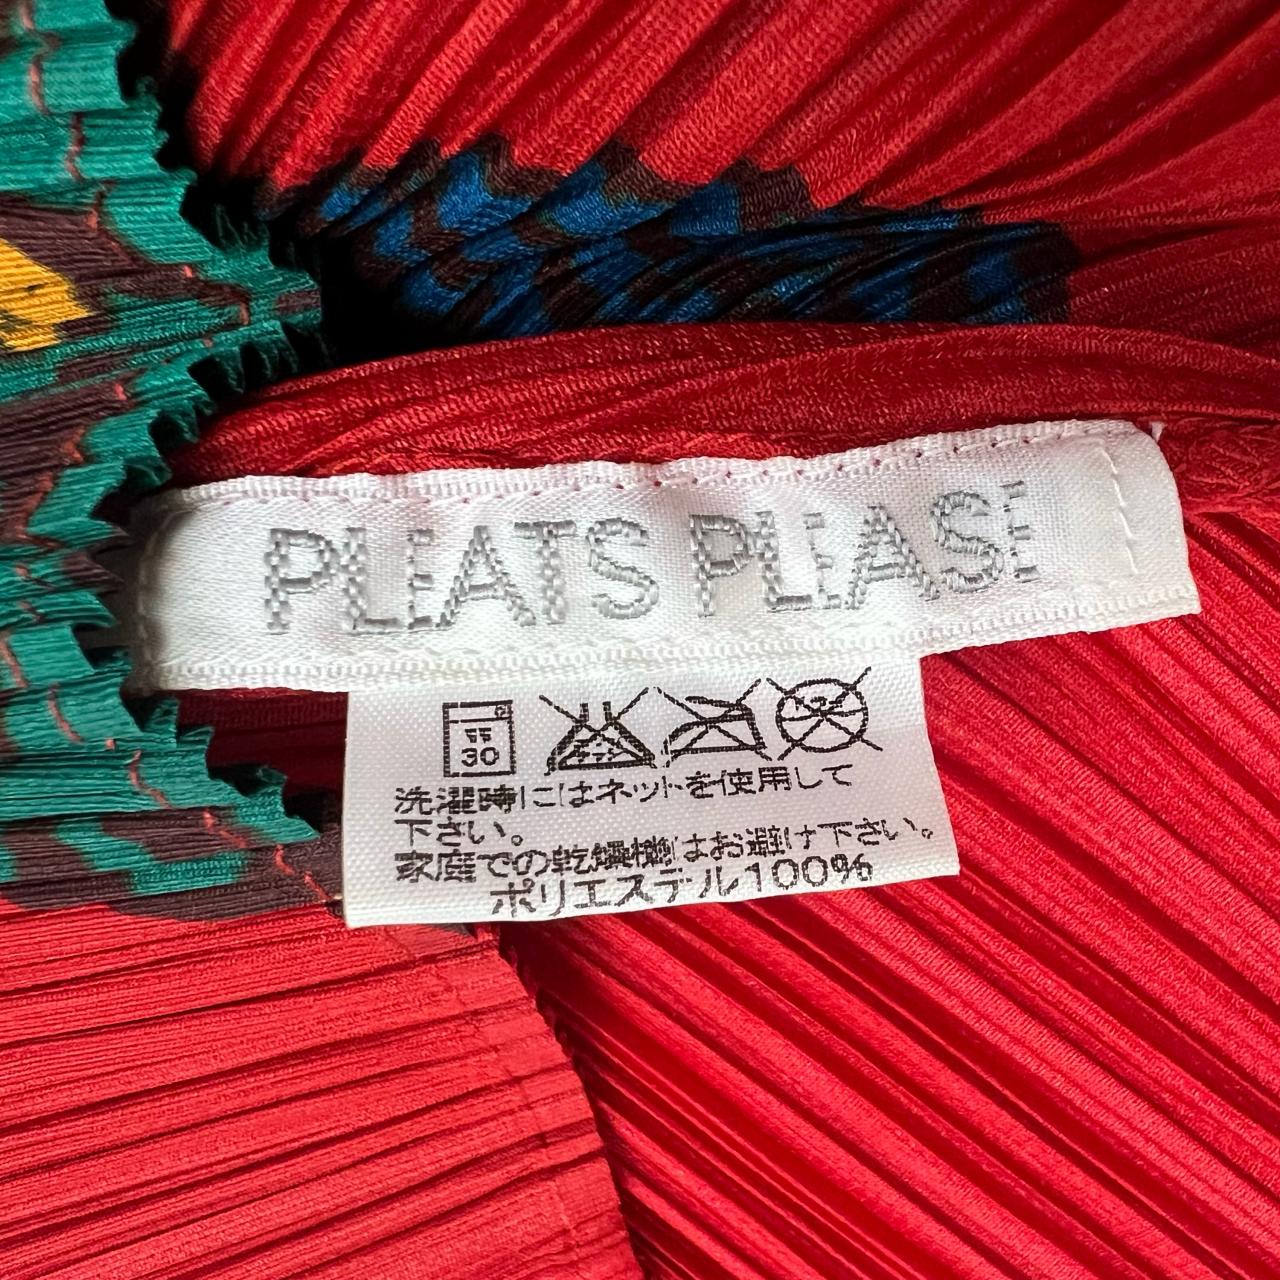 PLEATS PLEASE
弱
30
洗濯時にはネットを使用して
下さい。
家庭での乾燥機はお避け下さい。
ポリエステル100%